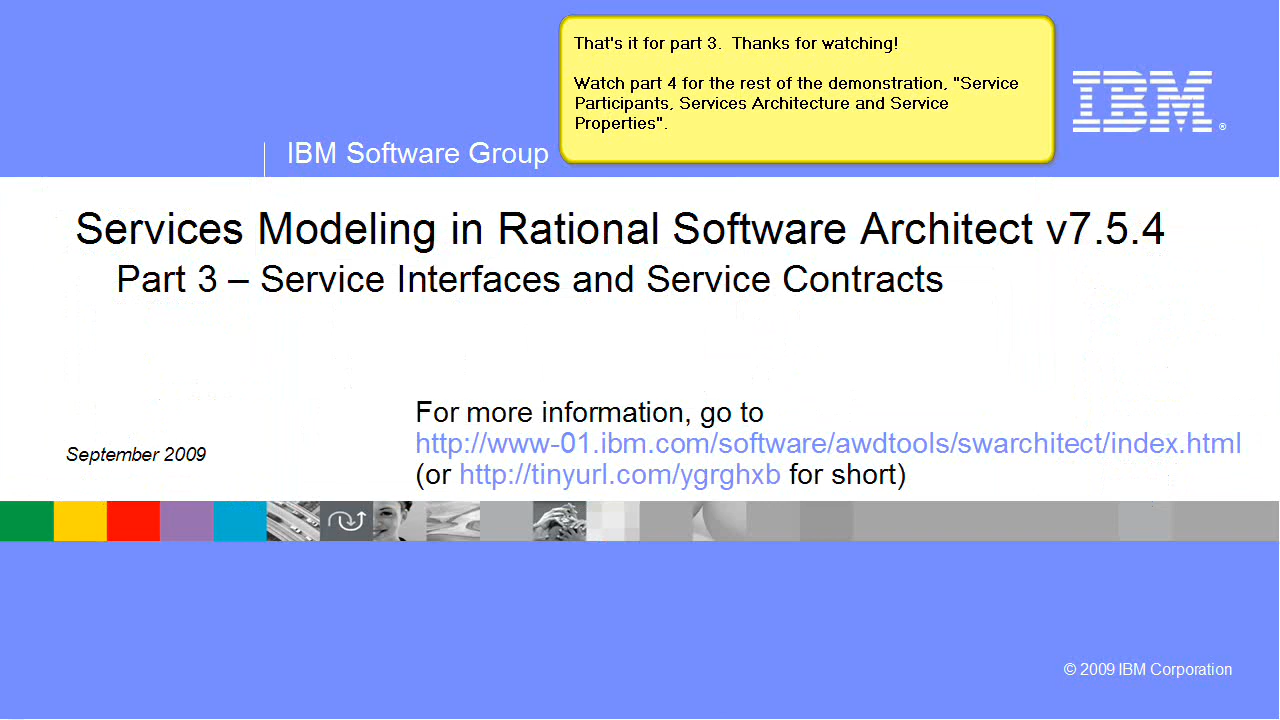 That's it for part 3. Thanks for watching!
Watch part 4 for the rest of the demonstration, "Service
Participants, Services Architecture and Service
Properties".
IBM®
IBM Software Group
Services Modeling in Rational Software Architect v7.5.4
Part 3 – Service Interfaces and Service Contracts
For more information, go to
http://www-01.ibm.com/software/awdtools/swarchitect/index.html
(or http://tinyurl.com/ygrghxb for short)
September 2009
© 2009 IBM Corporation